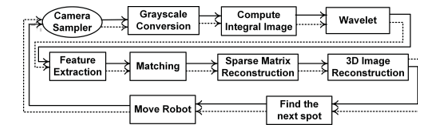 Camera
Sampler
Grayscale
Conversion
Compute
Integral Image
Wavelet
Feature
Extraction
Matching
Sparse Matrix
Reconstruction
3D Image
Reconstruction
Move Robot
Find the
next spot